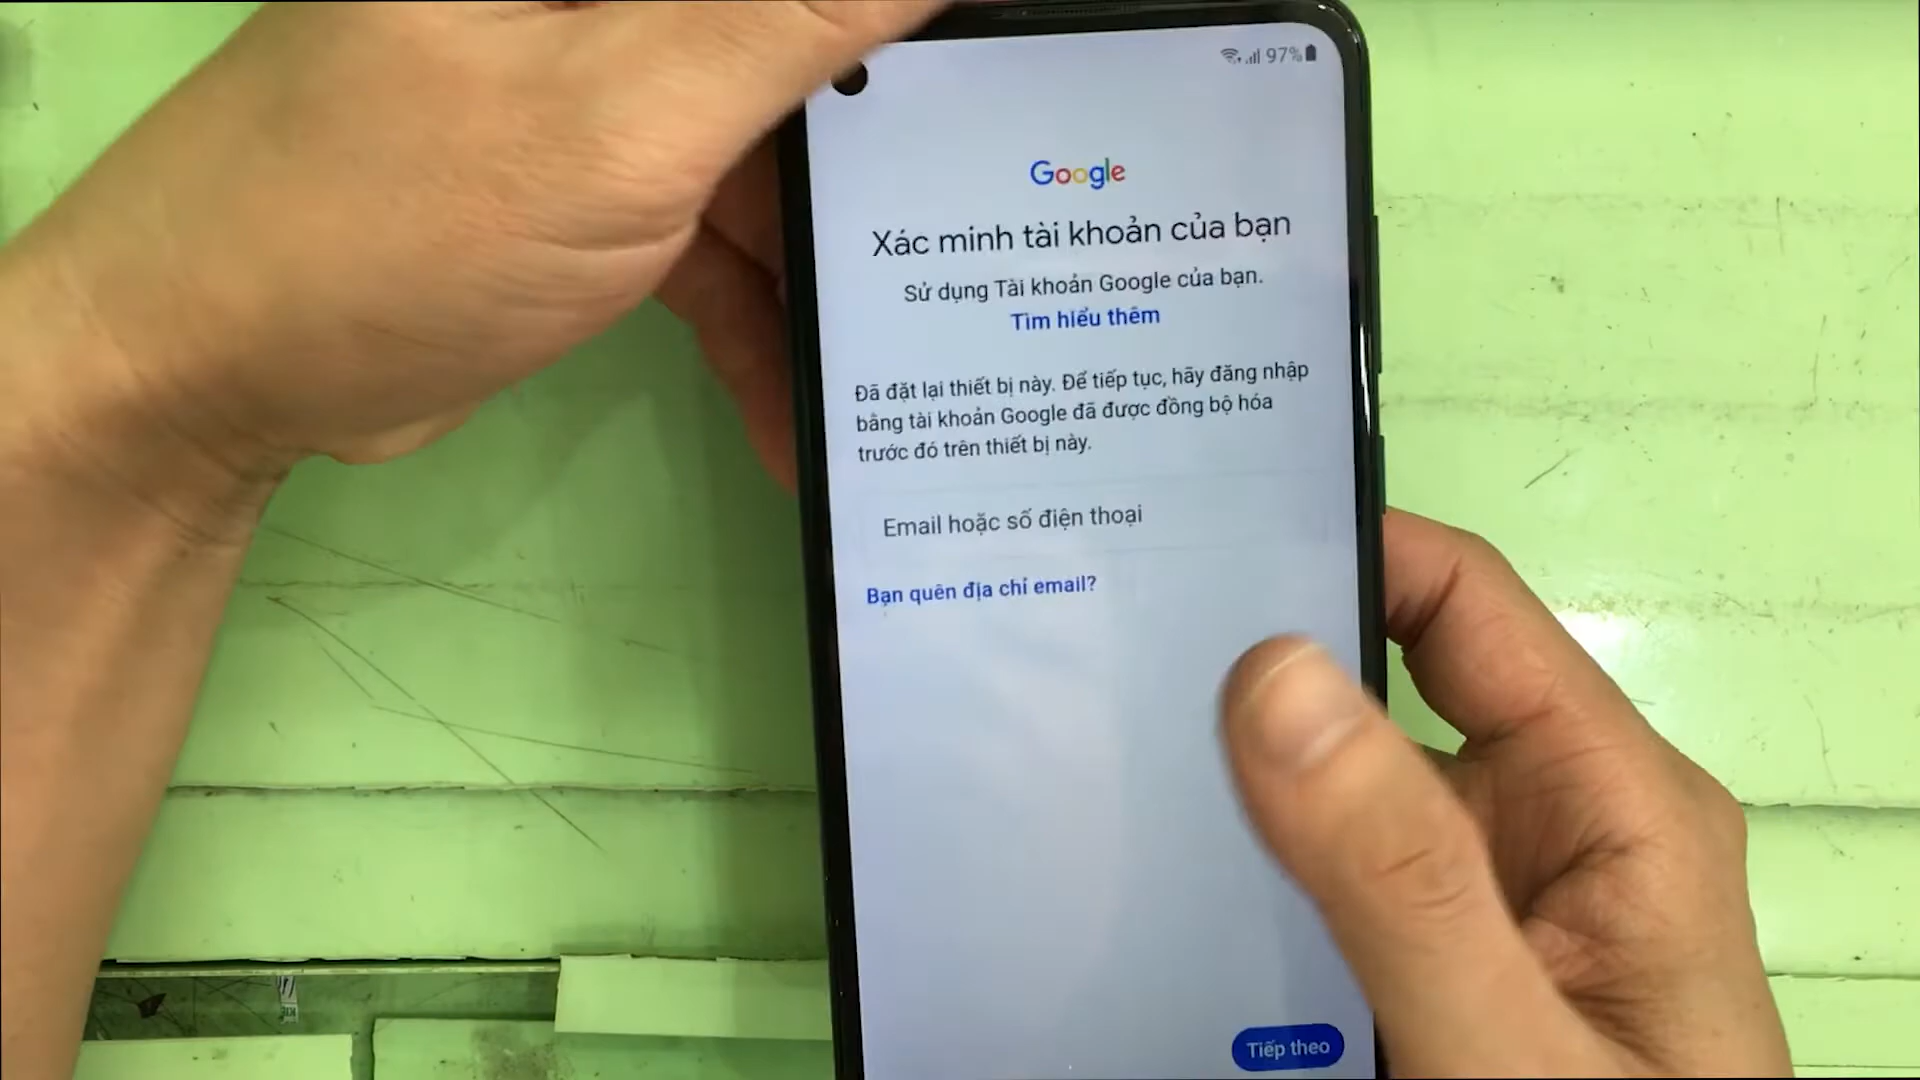 97%
Google
Xác minh tài khoản của bạn
Sử dụng Tài khoản Google của bạn.
Tìm hiểu thêm
Đã đặt lại thiết bị này. Để tiếp tục, hãy đăng nhập
bằng tài khoản Google đã được đồng bộ hóa
trước đó trên thiết bị này.
Email hoặc số điện thoại
Bạn quên địa chỉ email?
Tiếp theo